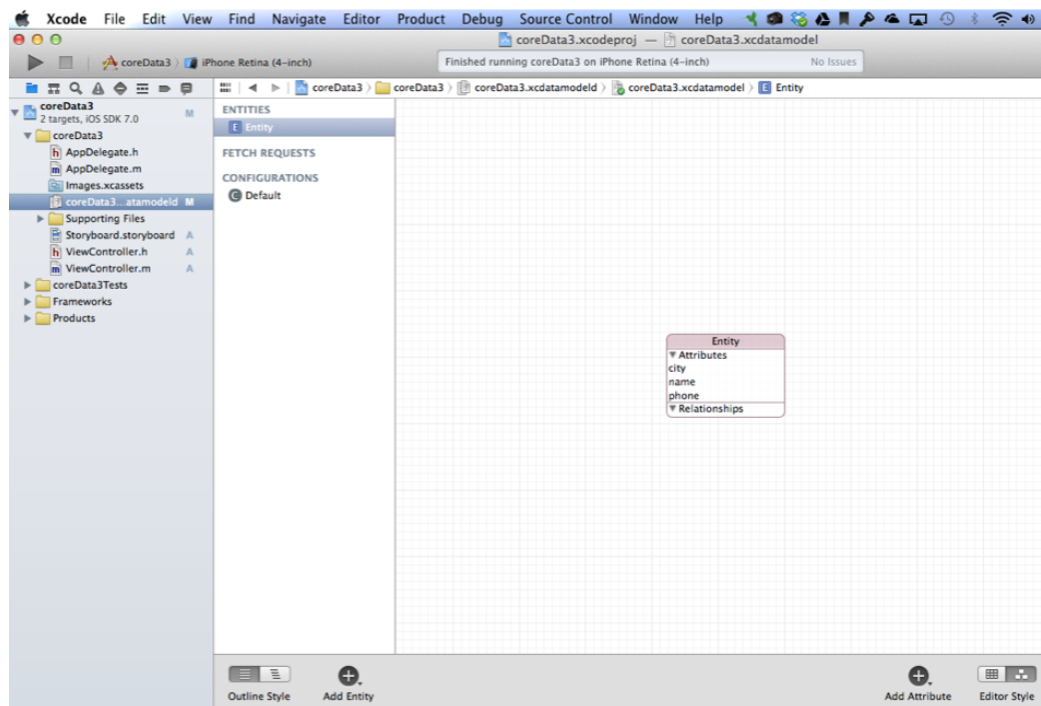 Xcode File Edit View Find Navigate Editor Product Debug Source Control Window Help
coreData3.xcodeproj — coreData3.xcdatamodel
coreData3 iPhone Retina (4-inch)
Finished running coreData3 on iPhone Retina (4-inch) No Issues
coreData3 coreData3 coreData3.xcdatamodeld coreData3.xcdatamodel E Entity
coreData3 M
2 targets, iOS SDK 7.0
coreData3
h AppDelegate.h
m AppDelegate.m
Images.xcassets
coreData3...atamodeld M
Supporting Files
Storyboard.storyboard A
h ViewController.h A
m ViewController.m A
coreData3Tests
Frameworks
Products
ENTITIES
E Entity
FETCH REQUESTS
CONFIGURATIONS
C Default
Entity
Attributes
city
name
phone
Relationships
Outline Style Add Entity Add Attribute Editor Style